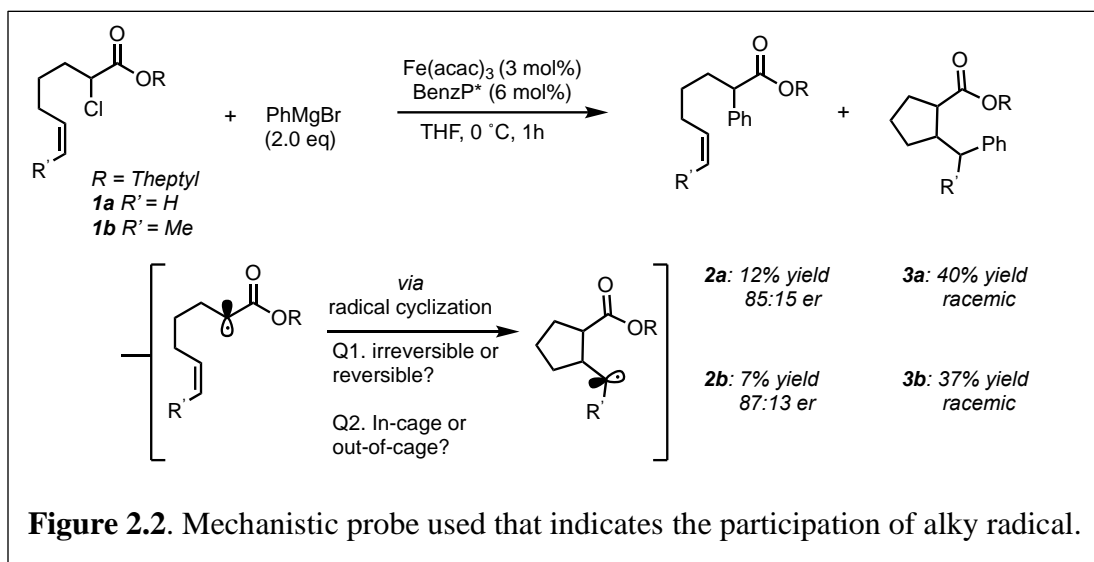 O
OR
Cl
R'
R = Theptyl
1a R' = H
1b R' = Me
+
PhMgBr
(2.0 eq)
Fe(acac)3 (3 mol%)
BenzP* (6 mol%)
THF, 0 ˚C, 1h
O
OR
Ph
R'
+
O
OR
Ph
R'
O
OR
R'
via
radical cyclization
Q1. irreversible or
reversible?
Q2. In-cage or
out-of-cage?
O
OR
R'
2a: 12% yield
85:15 er
3a: 40% yield
racemic
2b: 7% yield
87:13 er
3b: 37% yield
racemic
Figure 2.2. Mechanistic probe used that indicates the participation of alky radical.